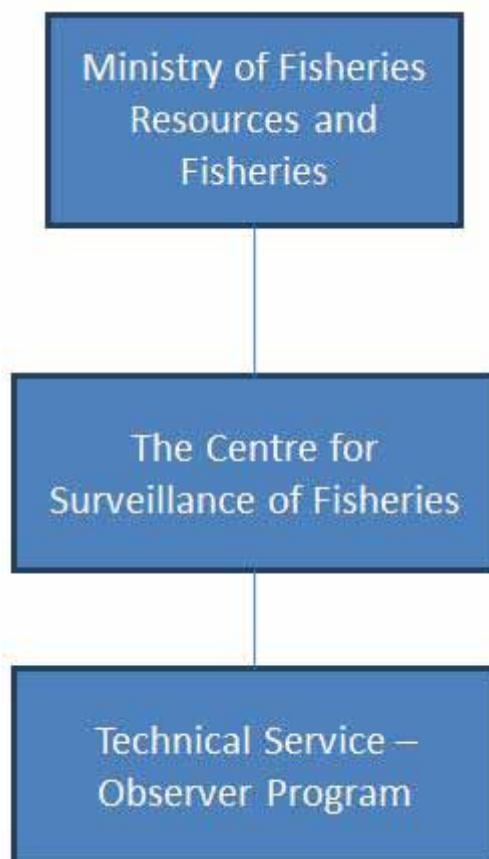 Ministry of Fisheries
Resources and
Fisheries
The Centre for
Surveillance of Fisheries
Technical Service –
Observer Program